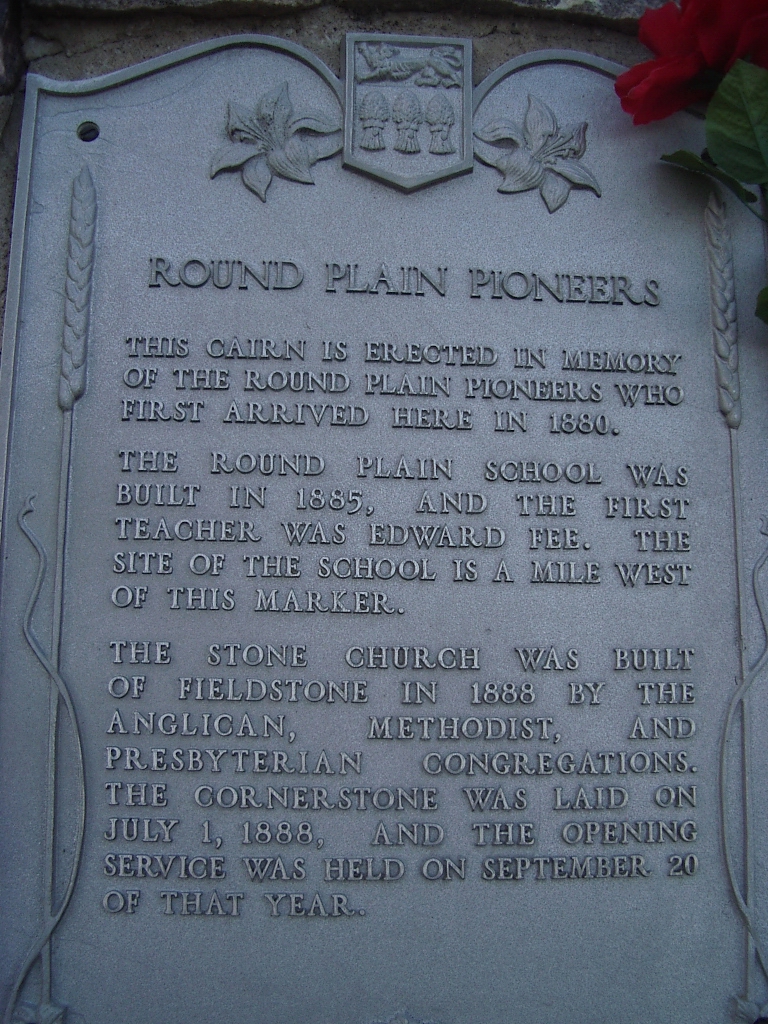 ROUND PLAIN PIONEERS
THIS CAIRN IS ERECTED IN MEMORY
OF THE ROUND PLAIN PIONEERS WHO
FIRST ARRIVED HERE IN 1880.
THE ROUND PLAIN SCHOOL WAS
BUILT IN 1885, AND THE FIRST
TEACHER WAS EDWARD FEE. THE
SITE OF THE SCHOOL IS A MILE WEST
OF THIS MARKER.
THE STONE CHURCH WAS BUILT
OF FIELDSTONE IN 1888 BY THE
ANGLICAN, METHODIST, AND
PRESBYTERIAN CONGREGATIONS.
THE CORNERSTONE WAS LAID ON
JULY 1, 1888, AND THE OPENING
SERVICE WAS HELD ON SEPTEMBER 20
OF THAT YEAR.